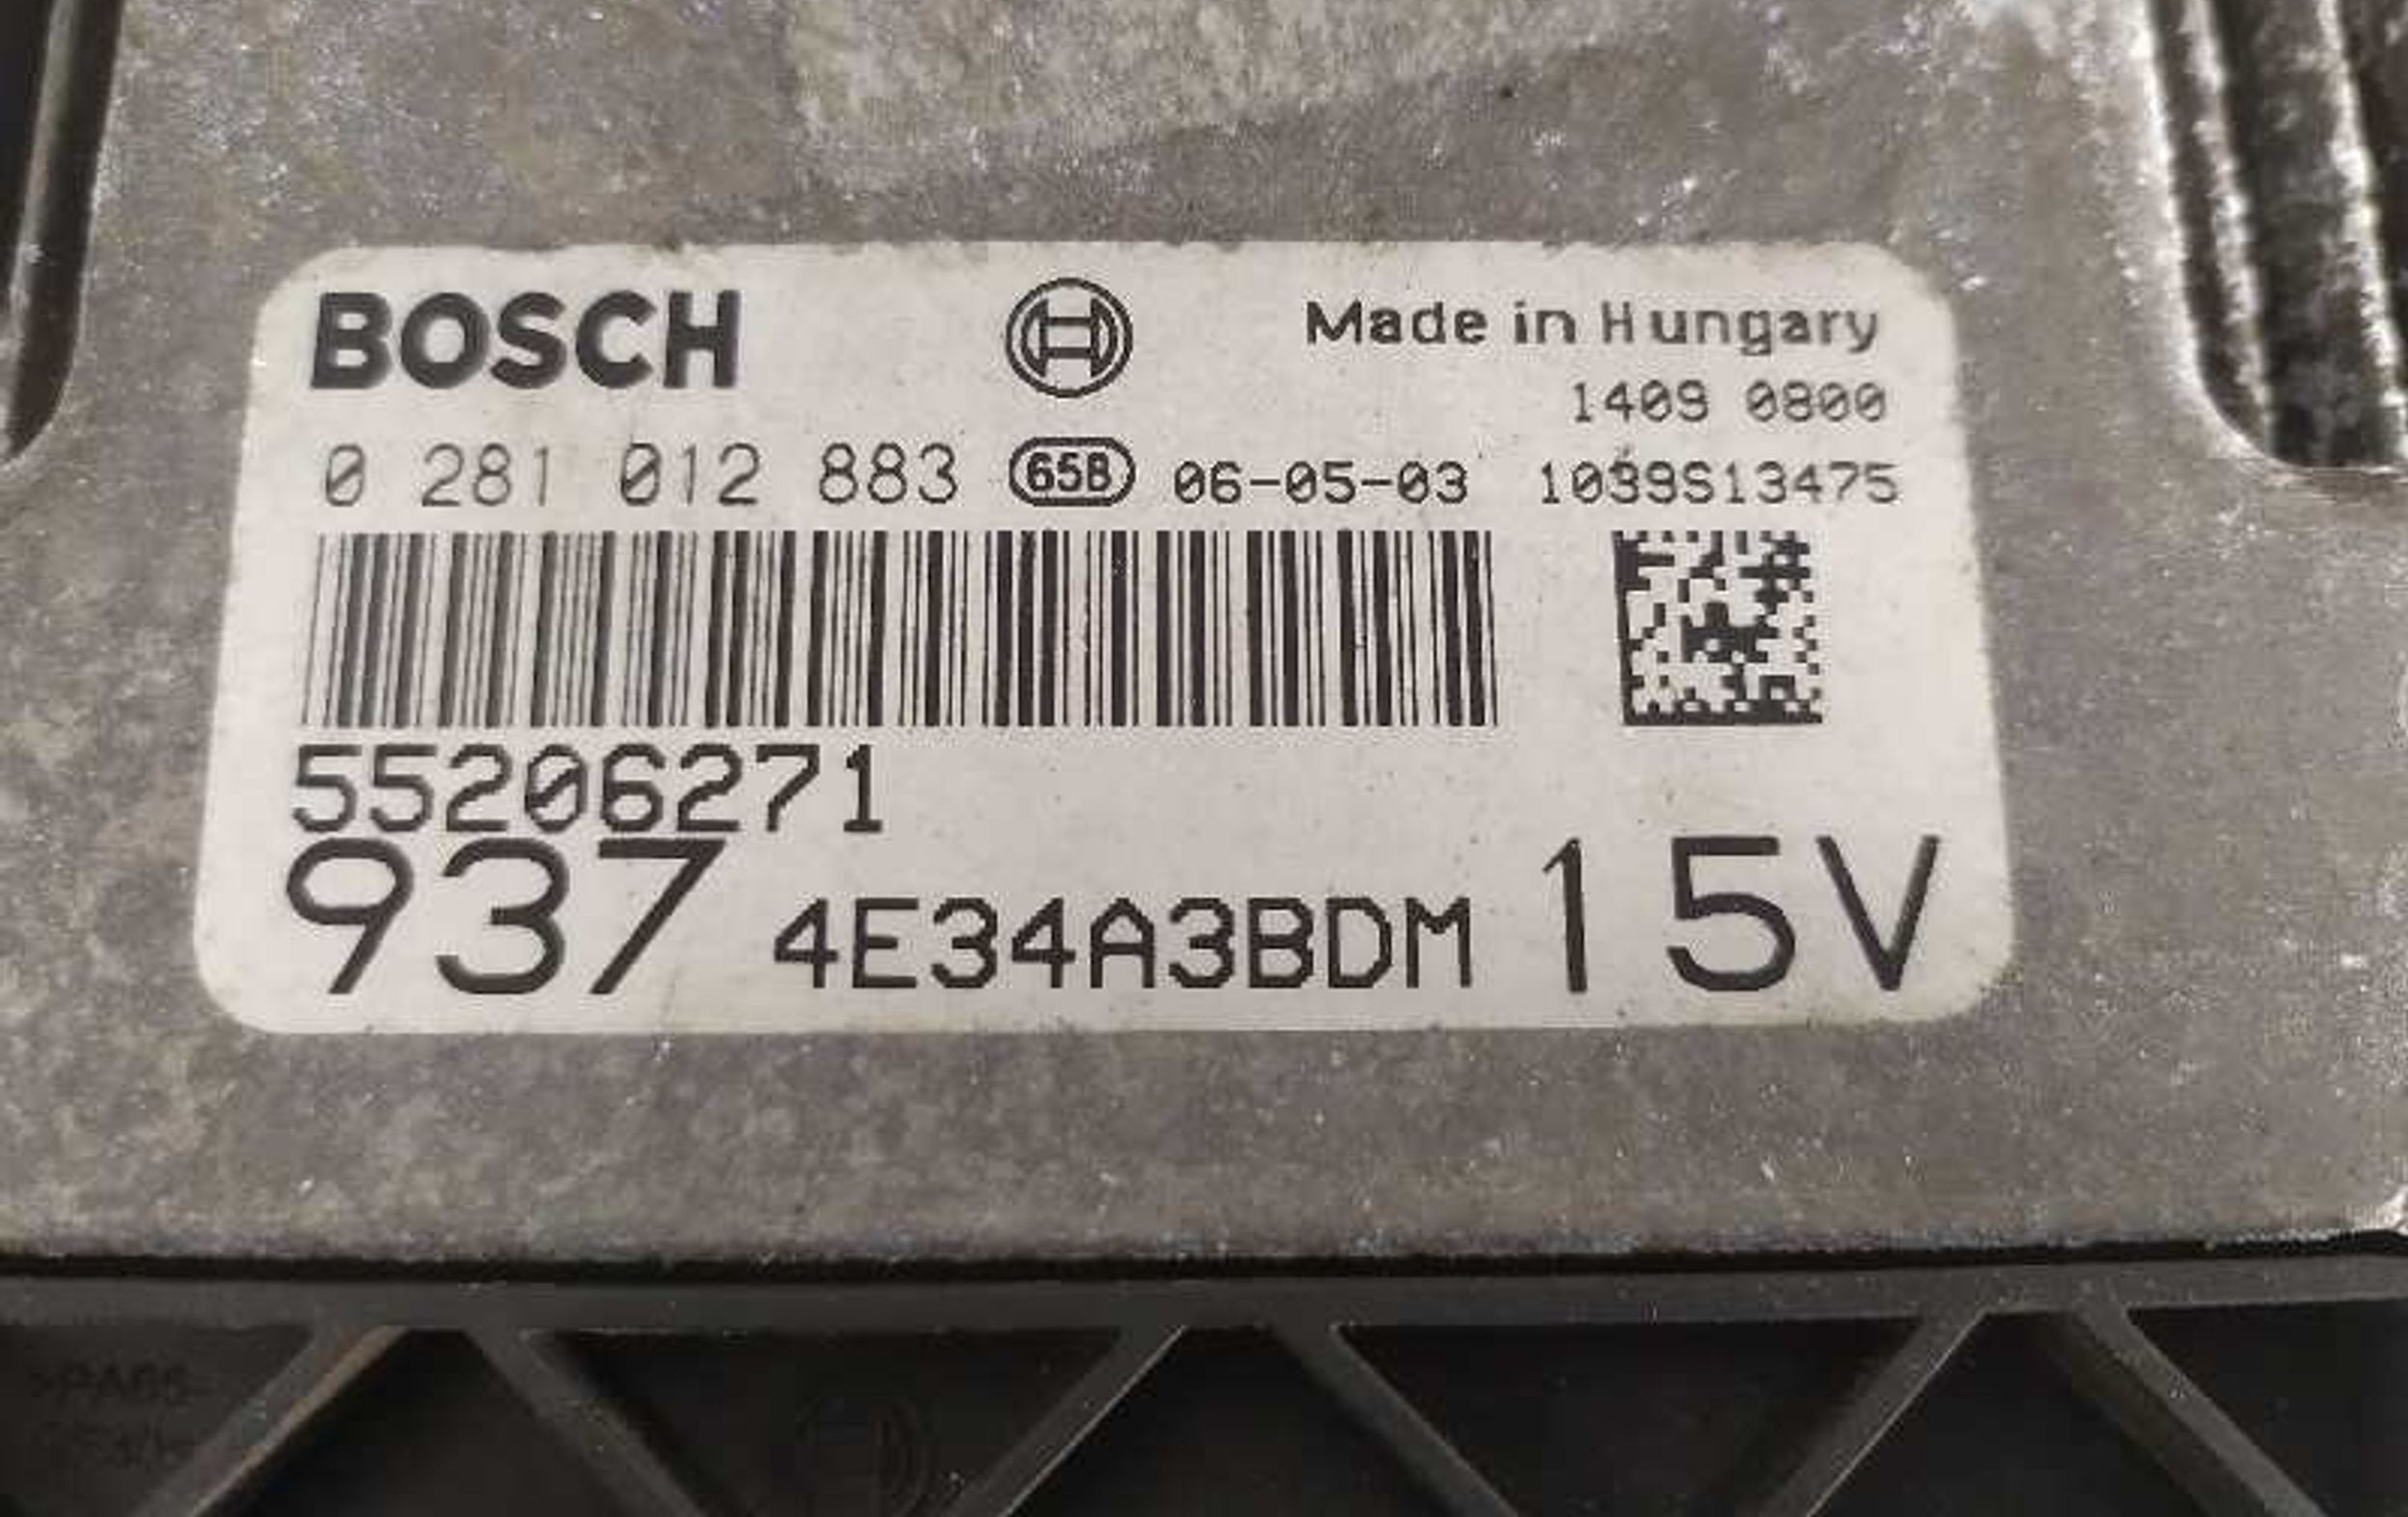 BOSCH
Made in Hungary
1409 0800
0 281 012 883 65B 06-05-03 1039S13475
55206271
937 4E34A3BDM 15V